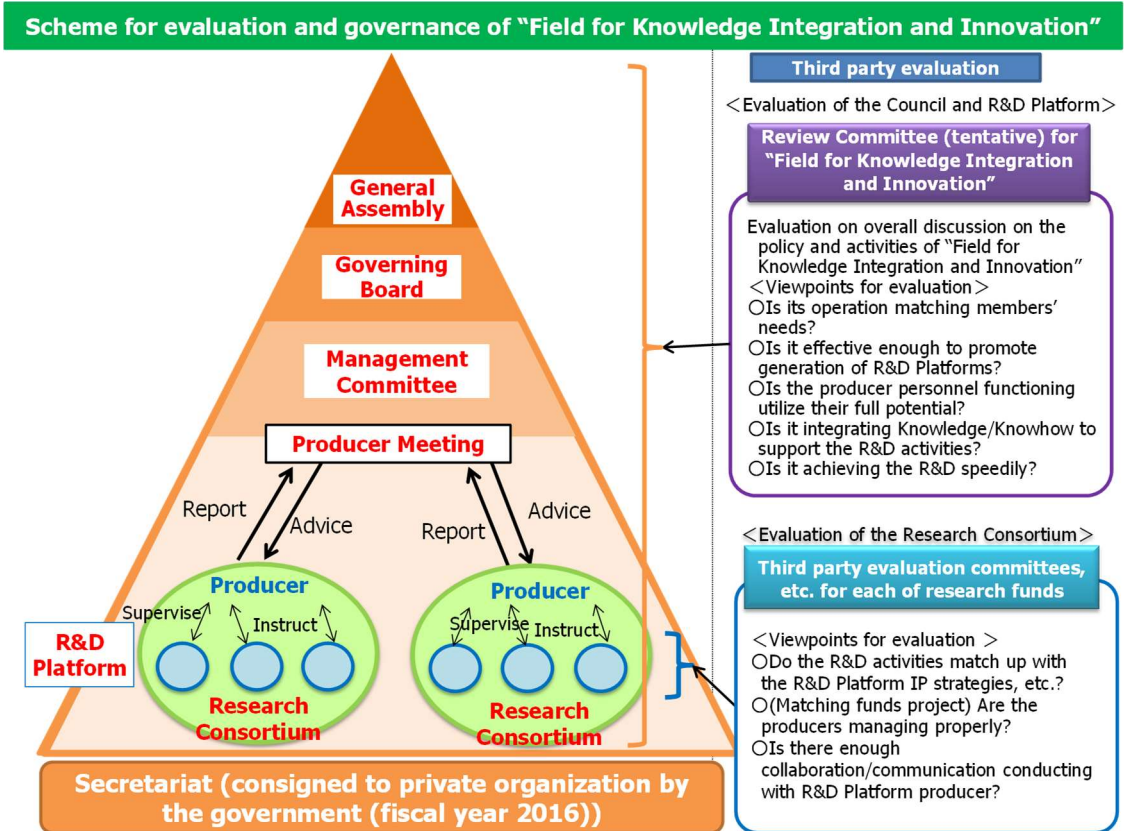 Scheme for evaluation and governance of “Field for Knowledge Integration and Innovation”
General
Assembly
Governing
Board
Management
Committee
Producer Meeting
Report
Advice
Report
Advice
Producer
Supervise
Instruct
Research
Consortium
Producer
Supervise
Instruct
Research
Consortium
R&D
Platform
Secretariat (consigned to private organization by
the government (fiscal year 2016))
Third party evaluation
＜Evaluation of the Council and R&D Platform＞
Review Committee (tentative) for
“Field for Knowledge Integration
and Innovation”
Evaluation on overall discussion on the
policy and activities of “Field for
Knowledge Integration and Innovation”
＜Viewpoints for evaluation＞
○Is its operation matching members’
needs?
○Is it effective enough to promote
generation of R&D Platforms?
○Is the producer personnel functioning
utilize their full potential?
○Is it integrating Knowledge/Knowhow to
support the R&D activities?
○Is it achieving the R&D speedily?
＜Evaluation of the Research Consortium＞
Third party evaluation committees,
etc. for each of research funds
＜Viewpoints for evaluation ＞
○Do the R&D activities match up with
the R&D Platform IP strategies, etc.?
○(Matching funds project) Are the
producers managing properly?
○Is there enough
collaboration/communication conducting
with R&D Platform producer?